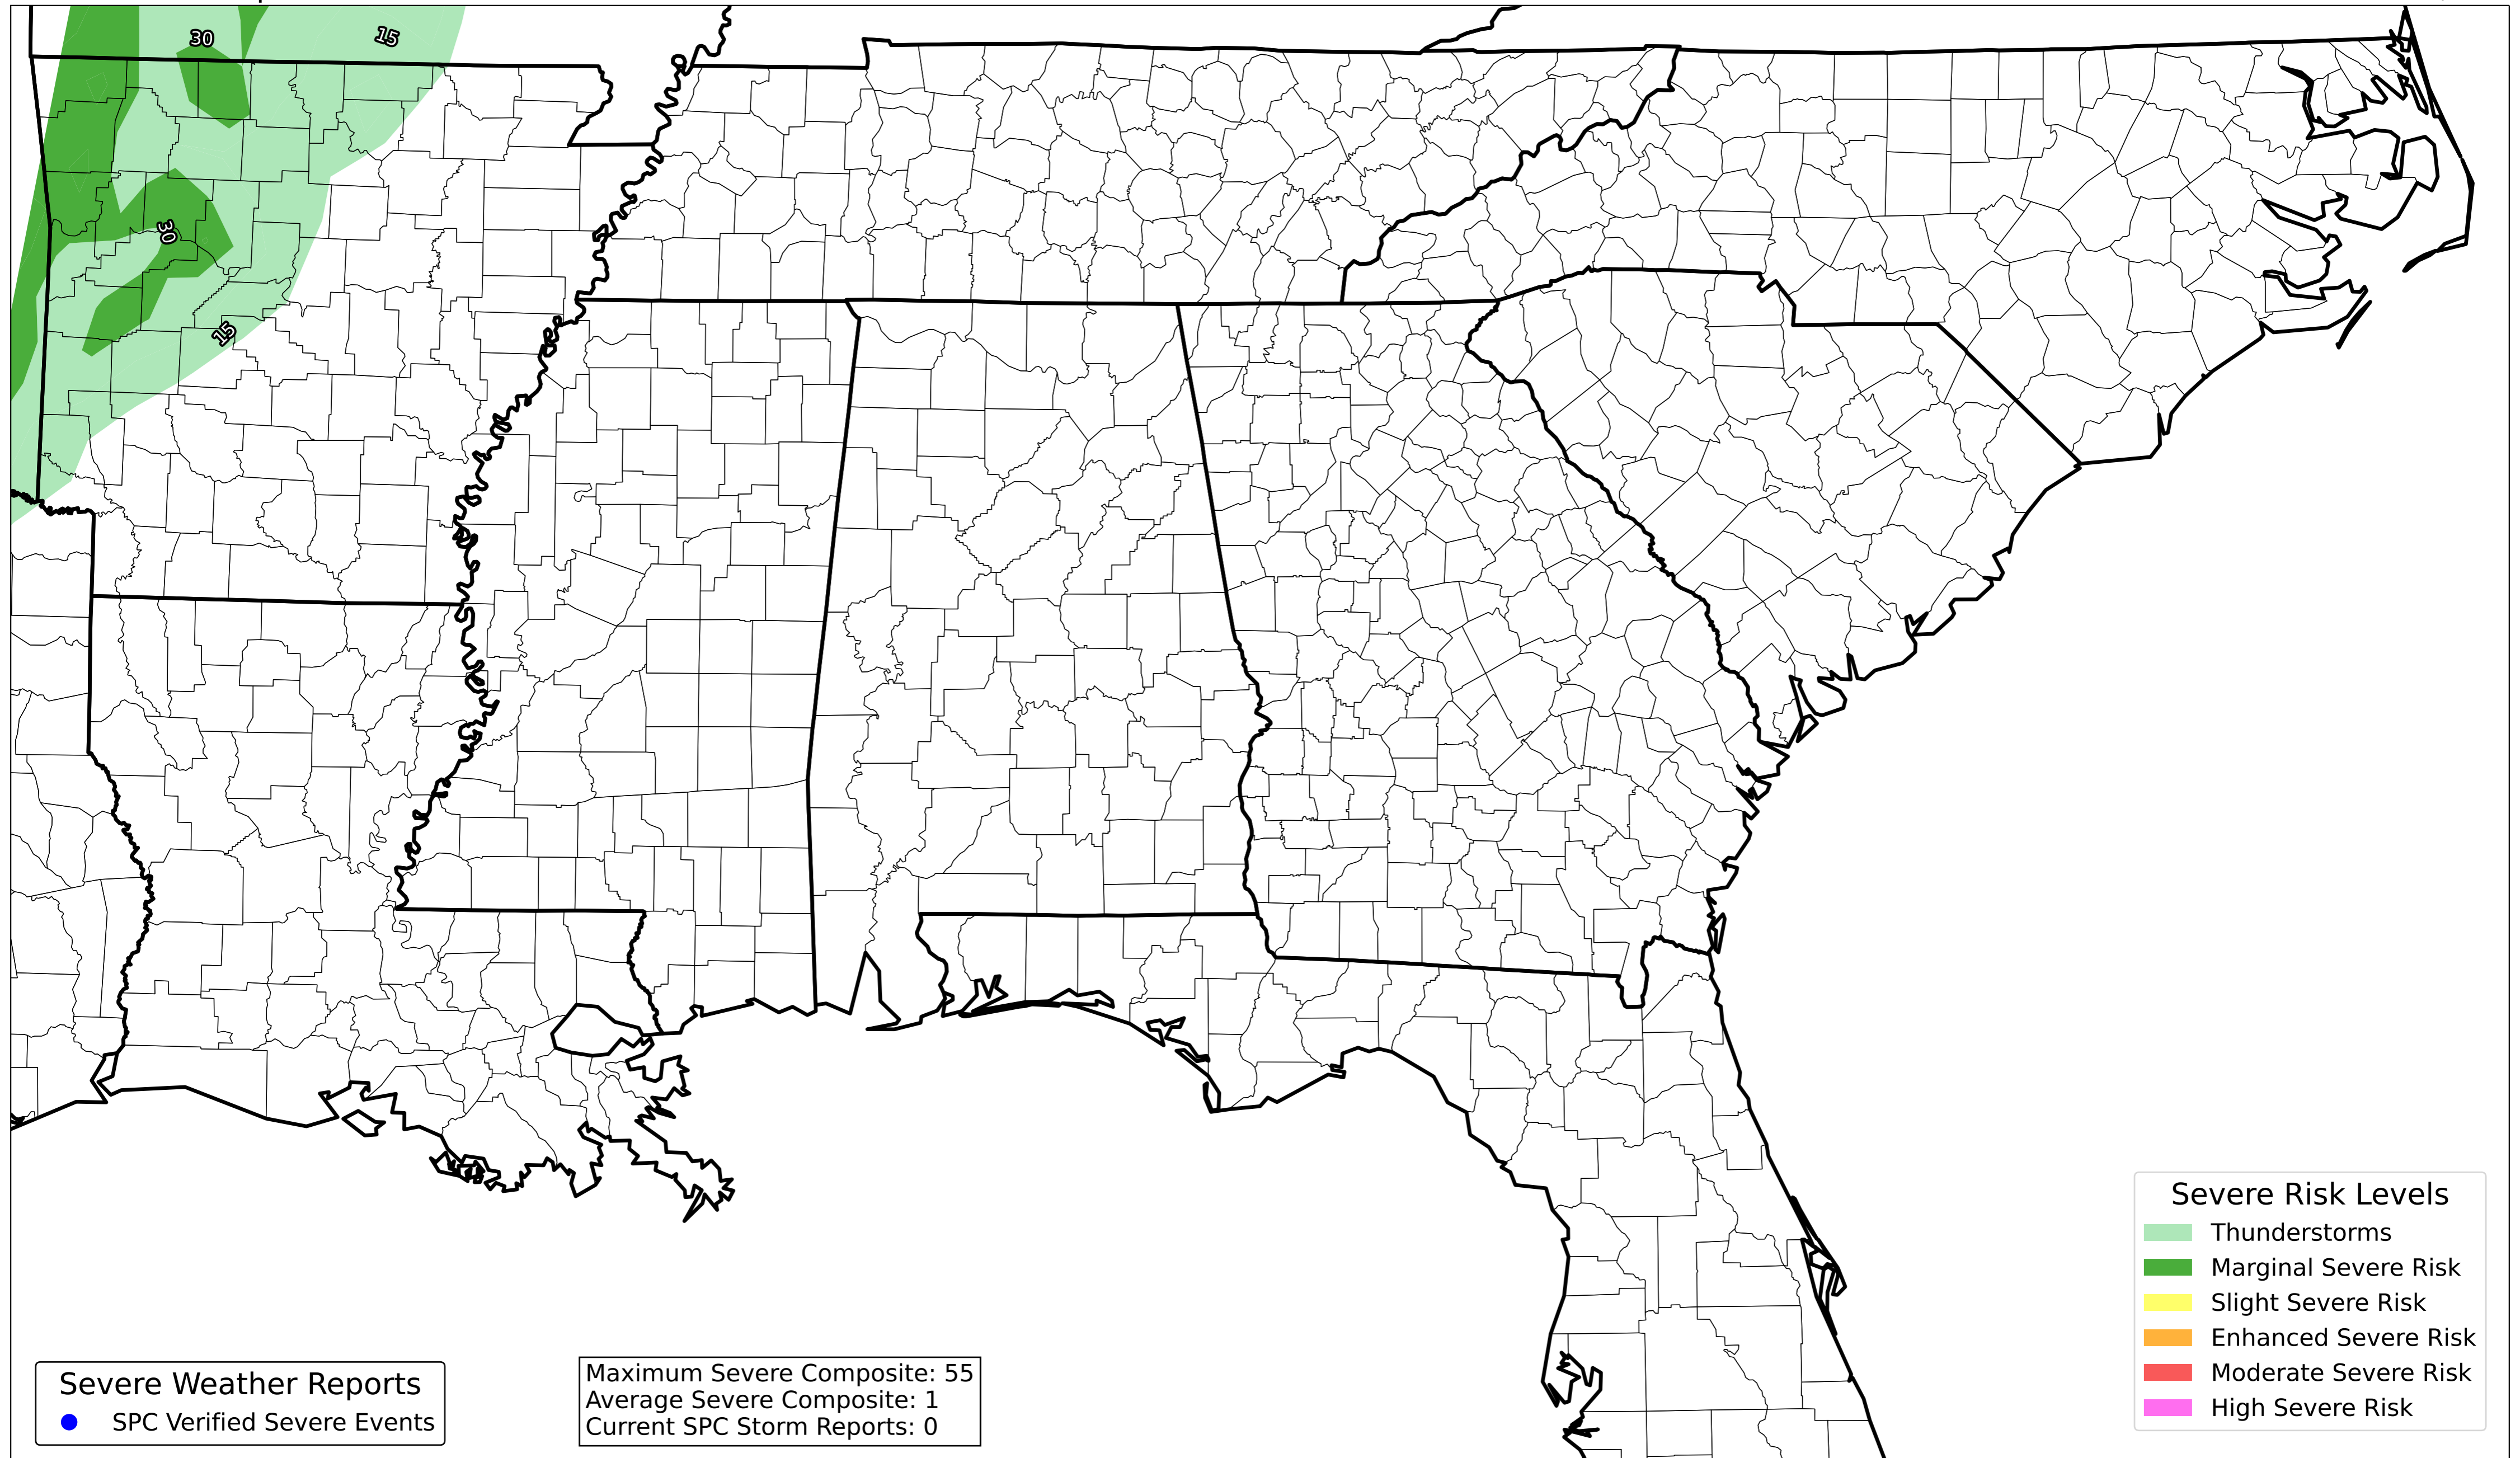 30
15
30
15
Severe Risk Levels
Thunderstorms
Marginal Severe Risk
Slight Severe Risk
Enhanced Severe Risk
Moderate Severe Risk
High Severe Risk
Severe Weather Reports
SPC Verified Severe Events
Maximum Severe Composite: 55
Average Severe Composite: 1
Current SPC Storm Reports: 0